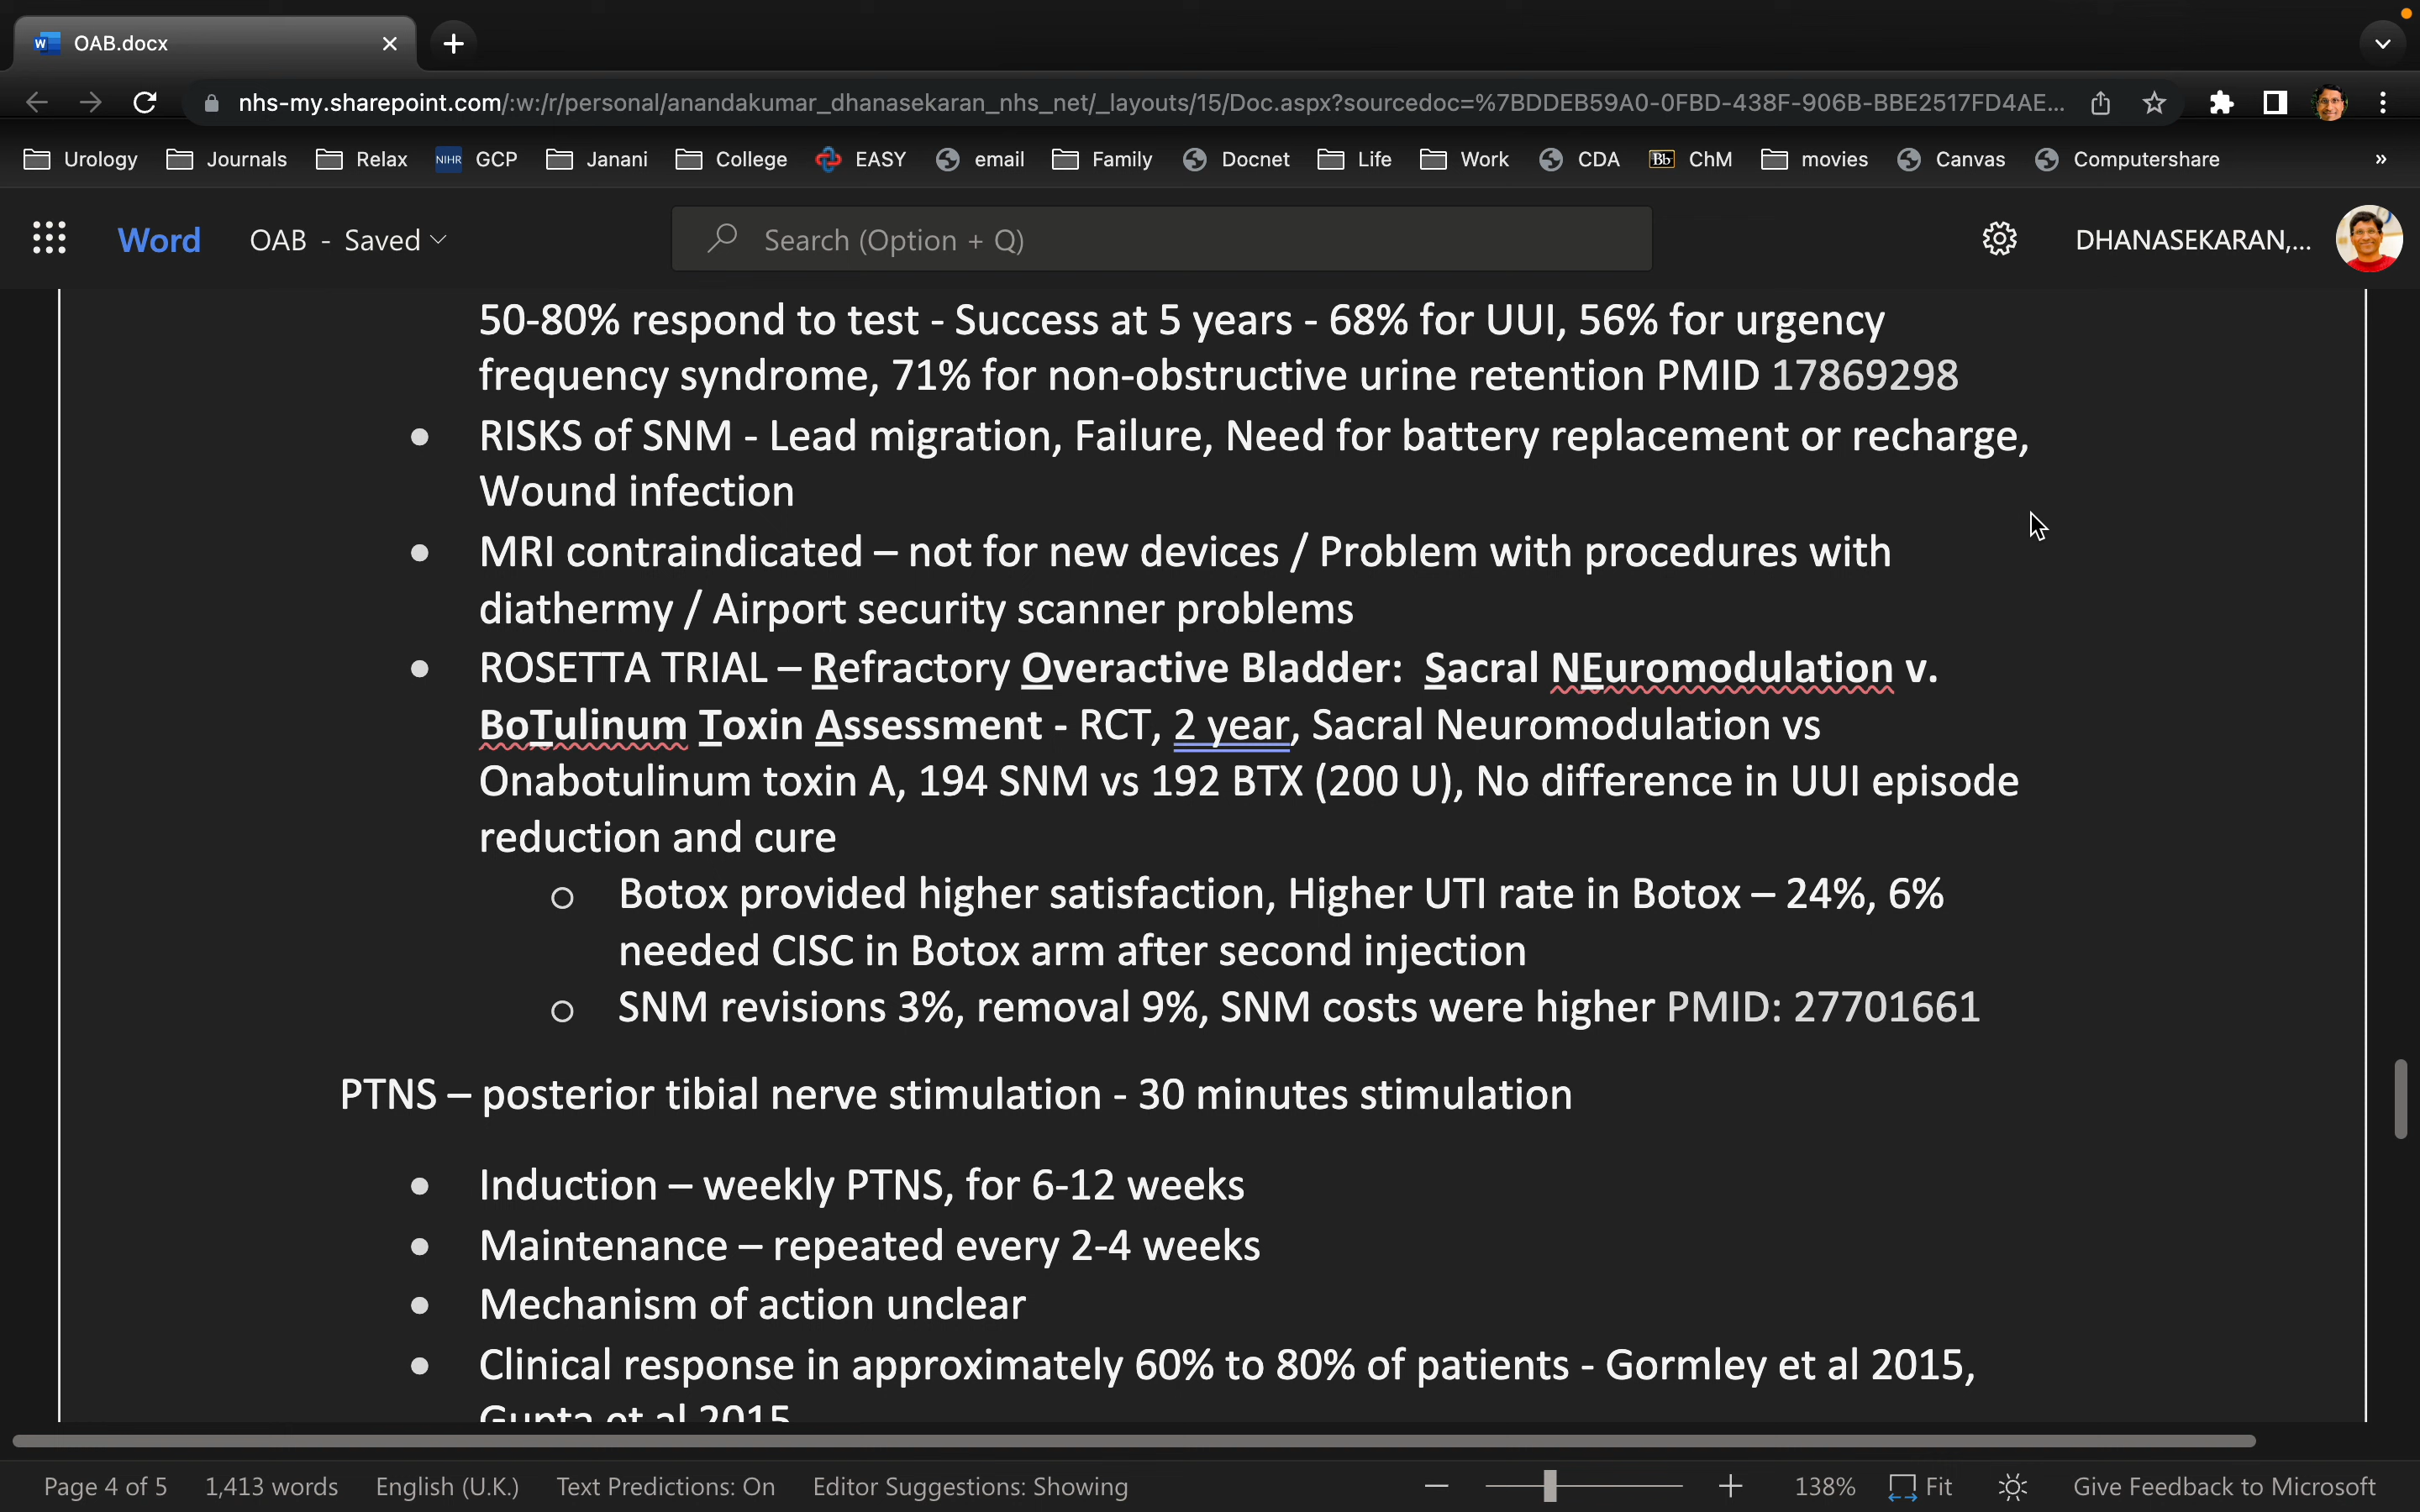 OAB.docx
nhs-my.sharepoint.com/:w:/r/personal/anandakumar_dhanasekaran_nhs_net/_layouts/15/Doc.aspx?sourcedoc=%7BDDEB59A0-0FBD-438F-906B-BBE2517FD4AE...
Urology Journals Relax NIHR GCP Janani College EASY email Family Docnet Life Work CDA Bb ChM movies Canvas Computershare »
Word OAB - Saved Search (Option + Q) DHANASEKARAN,...
50-80% respond to test - Success at 5 years - 68% for UUI, 56% for urgency
frequency syndrome, 71% for non-obstructive urine retention PMID 17869298
● RISKS of SNM - Lead migration, Failure, Need for battery replacement or recharge,
Wound infection
● MRI contraindicated – not for new devices / Problem with procedures with
diathermy / Airport security scanner problems
● ROSETTA TRIAL – Refractory Overactive Bladder: Sacral NEuromodulation v.
BoTulinum Toxin Assessment - RCT, 2 year, Sacral Neuromodulation vs
Onabotulinum toxin A, 194 SNM vs 192 BTX (200 U), No difference in UUI episode
reduction and cure
○ Botox provided higher satisfaction, Higher UTI rate in Botox – 24%, 6%
needed CISC in Botox arm after second injection
○ SNM revisions 3%, removal 9%, SNM costs were higher PMID: 27701661
PTNS – posterior tibial nerve stimulation - 30 minutes stimulation
● Induction – weekly PTNS, for 6-12 weeks
● Maintenance – repeated every 2-4 weeks
● Mechanism of action unclear
● Clinical response in approximately 60% to 80% of patients - Gormley et al 2015,
Gupta et al 2015
Page 4 of 5 1,413 words English (U.K.) Text Predictions: On Editor Suggestions: Showing 138% Fit Give Feedback to Microsoft